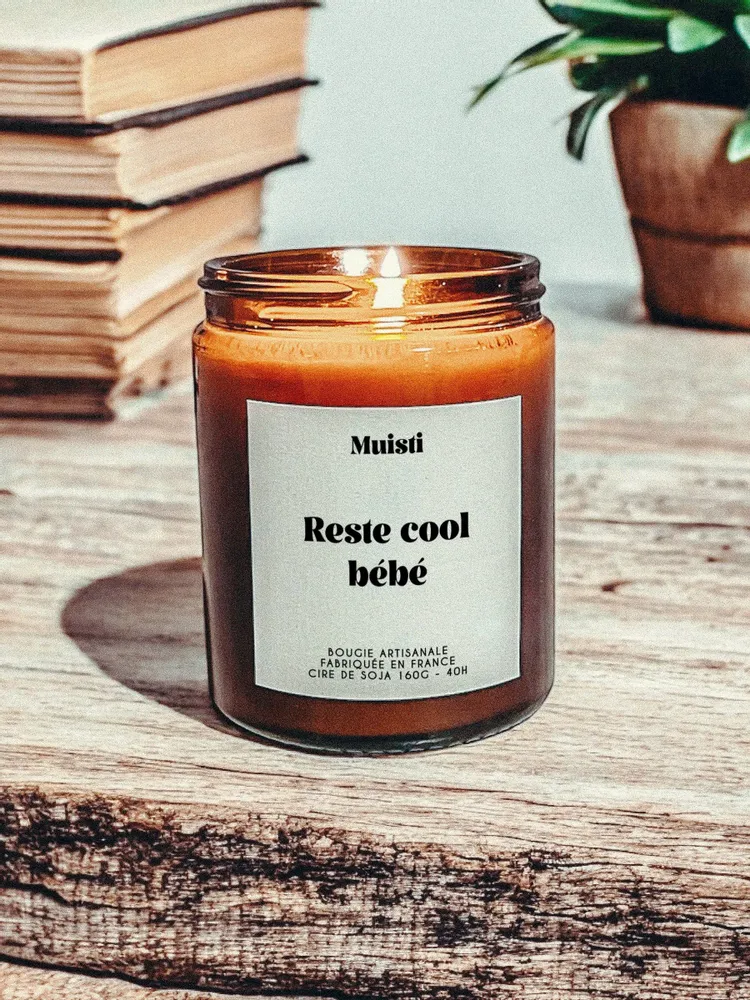 Muisti
Reste cool
bébé
BOUGIE ARTISANALE
FABRIQUÉE EN FRANCE
CIRE DE SOJA 160G - 40H